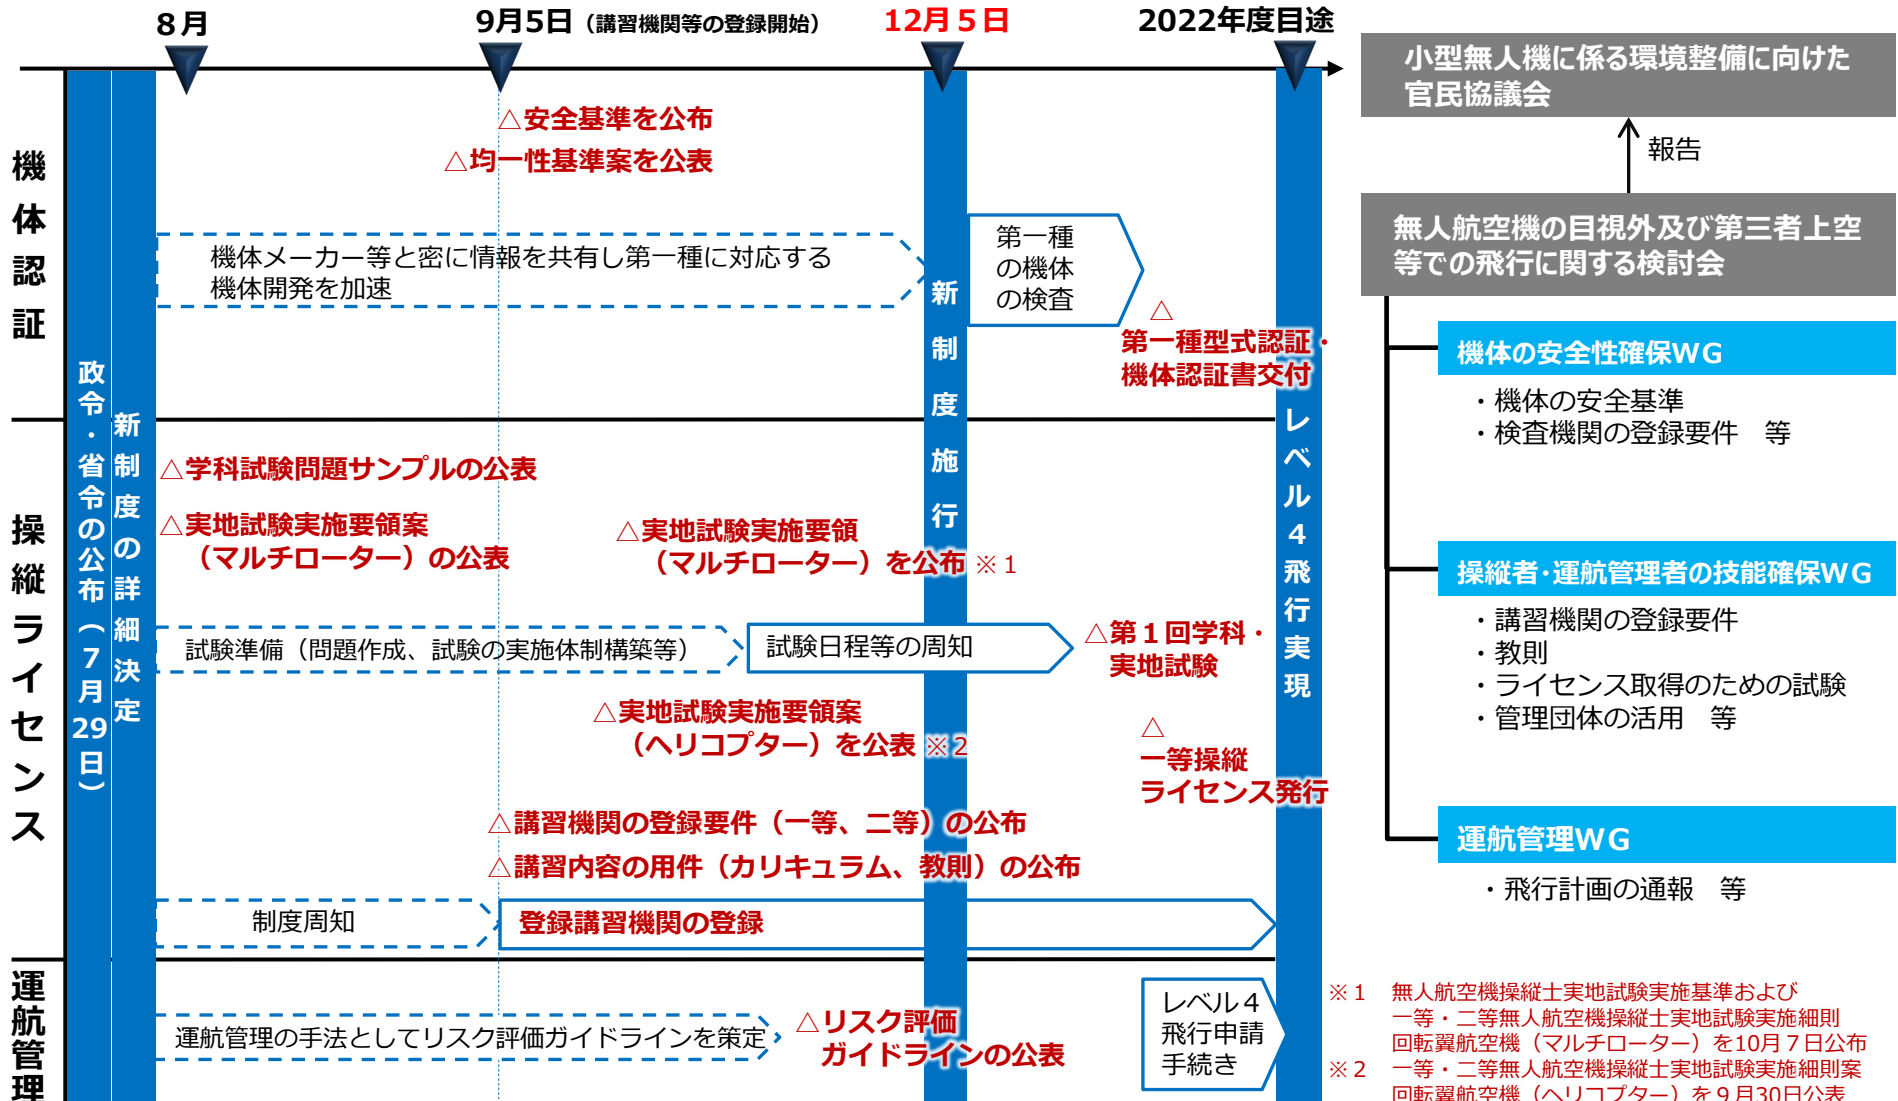 8月
9月5日（講習機関等の登録開始）
12月５日
2022年度目途
機体認証
操縦ライセンス
運航管理
政令・省令の公布（7月29日）
新制度の詳細決定
新制度施行
レベル４飛行実現
△安全基準を公布
△均一性基準案を公表
機体メーカー等と密に情報を共有し第一種に対応する
機体開発を加速
第一種
の機体
の検査
△
第一種型式認証・
機体認証書交付
△学科試験問題サンプルの公表
△実地試験実施要領案
（マルチローター）の公表
△実地試験実施要領
（マルチローター）を公布 ※１
試験準備（問題作成、試験の実施体制構築等）
試験日程等の周知
△第１回学科・
実地試験
△実地試験実施要領案
（ヘリコプター）を公表 ※２
△
一等操縦
ライセンス発行
△講習機関の登録要件（一等、二等）の公布
△講習内容の用件（カリキュラム、教則）の公布
制度周知
登録講習機関の登録
運航管理の手法としてリスク評価ガイドラインを策定
△リスク評価
ガイドラインの公表
レベル４
飛行申請
手続き
小型無人機に係る環境整備に向けた
官民協議会
報告
無人航空機の目視外及び第三者上空
等での飛行に関する検討会
機体の安全性確保ＷＧ
・機体の安全基準
・検査機関の登録要件　等
操縦者・運航管理者の技能確保ＷＧ
・講習機関の登録要件
・教則
・ライセンス取得のための試験
・管理団体の活用　等
運航管理ＷＧ
・飛行計画の通報　等
※１　無人航空機操縦士実地試験実施基準および
一等・二等無人航空機操縦士実地試験実施細則
回転翼航空機（マルチローター）を10月７日公布
※２　一等・二等無人航空機操縦士実地試験実施細則案
回転翼航空機（ヘリコプター）を９月30日公表